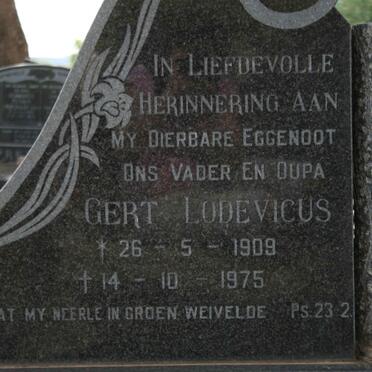 IN LIEFDEVOLLE
HERINNERING AAN
MY DIERBARE EGGENOOT
ONS VADER EN OUPA
GERT LODEVICUS
* 26 - 5 - 1909
† 14 - 10 - 1975
AT MY NEERLE IN GROEN WEIVELDE PS.23 2